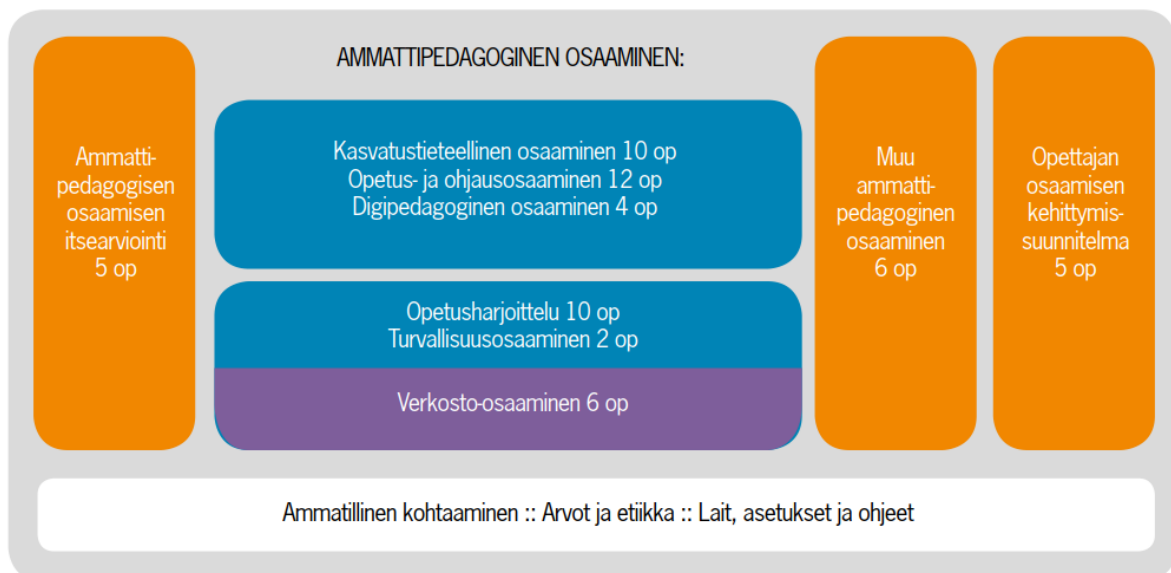 AMMATTIPEDAGOGINEN OSAAMINEN:
Ammatti-
pedagogisen
osaamisen
itsearviointi
5 op
Kasvatustieteellinen osaaminen 10 op
Opetus- ja ohjausosaaminen 12 op
Digipedagoginen osaaminen 4 op
Opetusharjoittelu 10 op
Turvallisuusosaaminen 2 op
Verkosto-osaaminen 6 op
Muu
ammatti-
pedagoginen
osaaminen
6 op
Opettajan
osaamisen
kehittymis-
suunnitelma
5 op
Ammatillinen kohtaaminen :: Arvot ja etiikka :: Lait, asetukset ja ohjeet